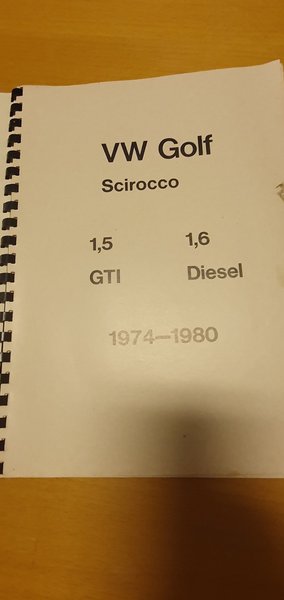 VW Golf
Scirocco
1,5 1,6
GTI Diesel
1974—1980